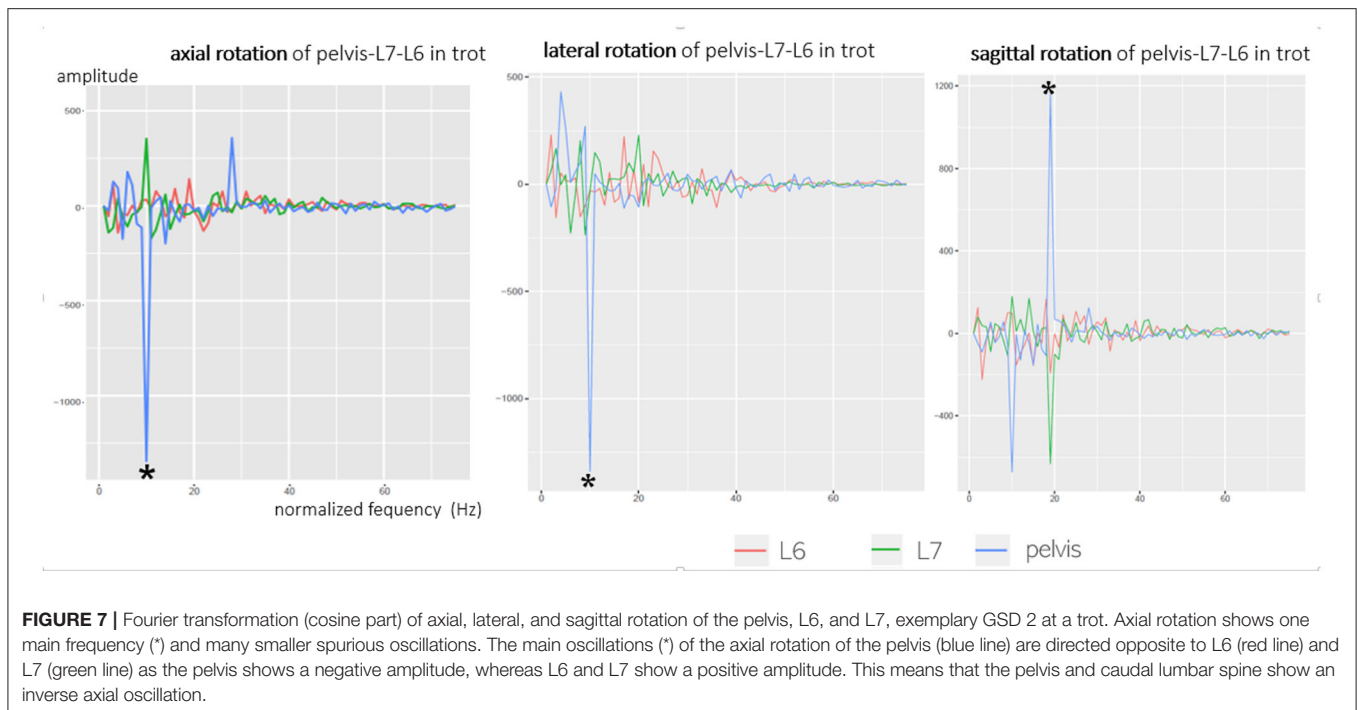 axial rotation of pelvis-L7-L6 in trot
lateral rotation of pelvis-L7-L6 in trot
sagittal rotation of pelvis-L7-L6 in trot
amplitude
500
0
−500
−1000
0
20
40
60
normalized fequency (Hz)
*
500
0
−500
−1000
0
20
40
60
*
1200
800
400
0
−400
0
20
40
60
*
L6
L7
pelvis
FIGURE 7 | Fourier transformation (cosine part) of axial, lateral, and sagittal rotation of the pelvis, L6, and L7, exemplary GSD 2 at a trot. Axial rotation shows one
main frequency (*) and many smaller spurious oscillations. The main oscillations (*) of the axial rotation of the pelvis (blue line) are directed opposite to L6 (red line) and
L7 (green line) as the pelvis shows a negative amplitude, whereas L6 and L7 show a positive amplitude. This means that the pelvis and caudal lumbar spine show an
inverse axial oscillation.